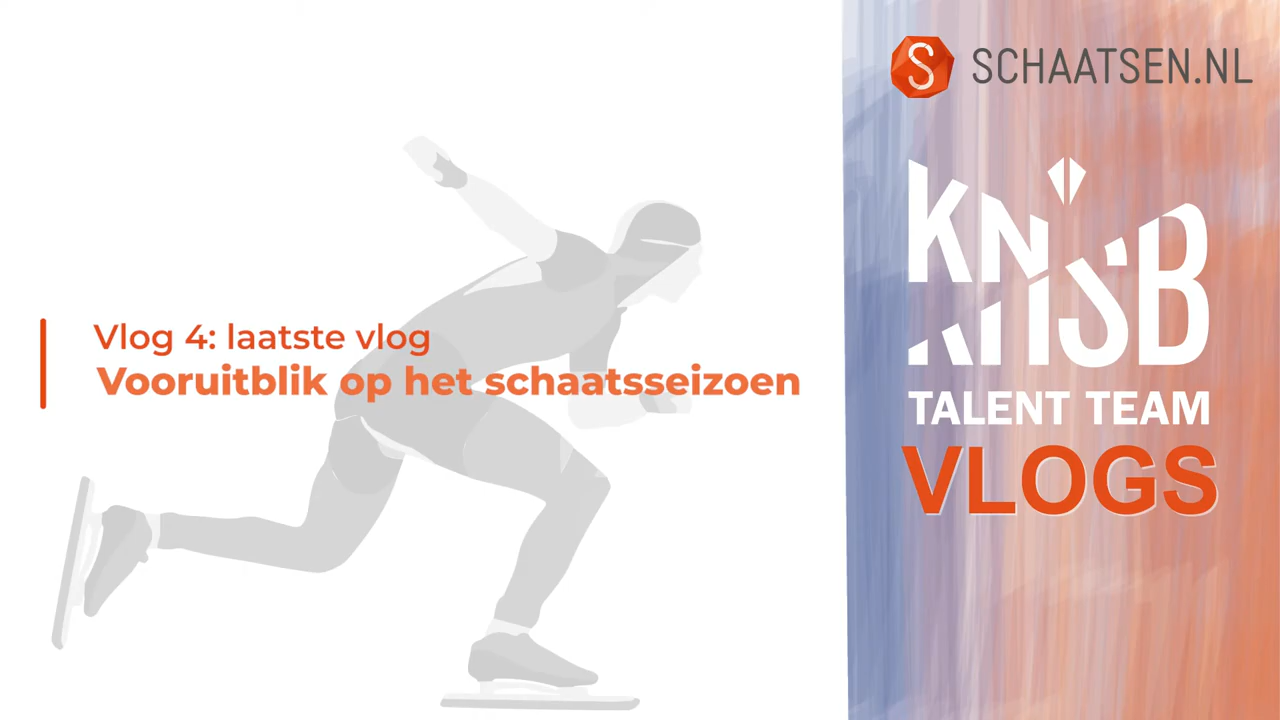 Vlog 4: laatste vlog
Vooruitblik op het schaatsseizoen
S SCHAATSEN.NL
KNSB
TALENT TEAM
VLOGS